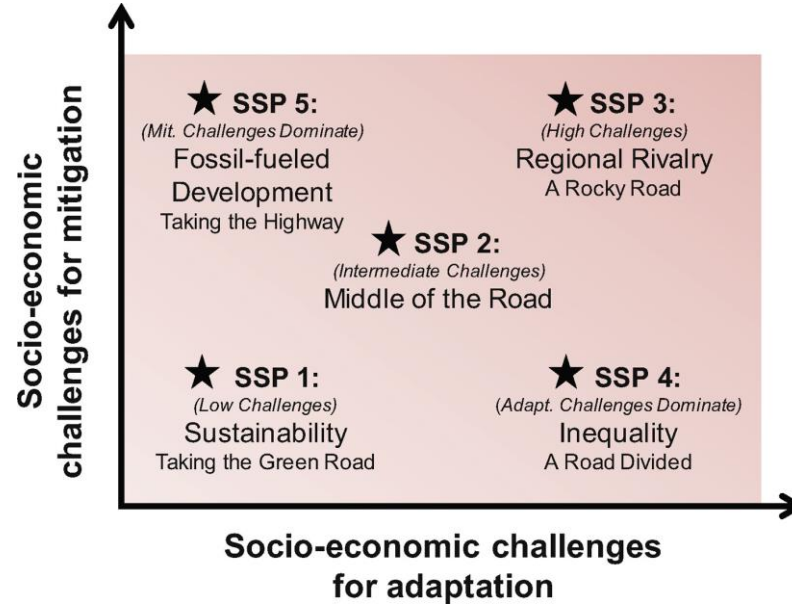 Socio-economic
challenges for mitigation
★ SSP 5:
(Mit. Challenges Dominate)
Fossil-fueled
Development
Taking the Highway
★ SSP 3:
(High Challenges)
Regional Rivalry
A Rocky Road
★ SSP 2:
(Intermediate Challenges)
Middle of the Road
★ SSP 1:
(Low Challenges)
Sustainability
Taking the Green Road
★ SSP 4:
(Adapt. Challenges Dominate)
Inequality
A Road Divided
Socio-economic challenges
for adaptation